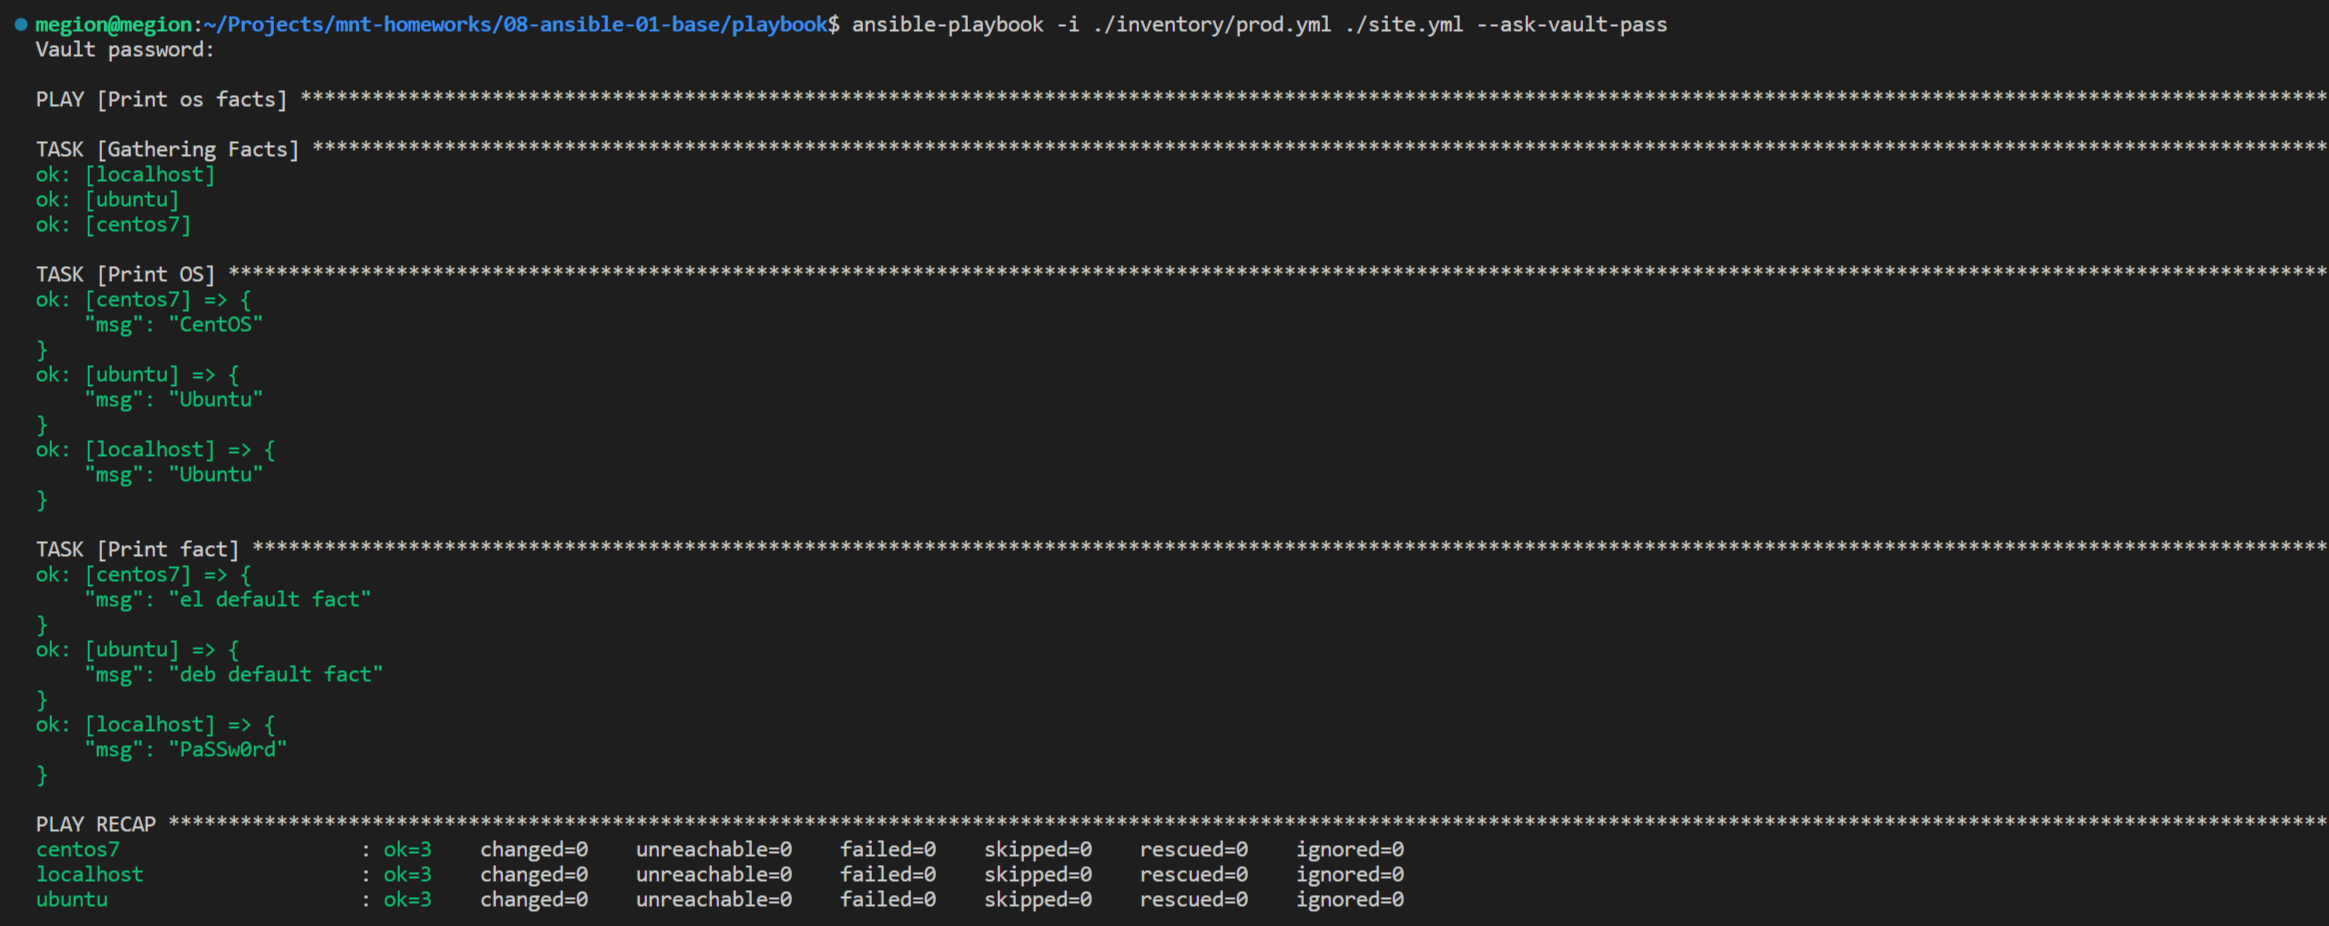 megion@megion:~/Projects/mnt-homeworks/08-ansible-01-base/playbook$ ansible-playbook -i ./inventory/prod.yml ./site.yml --ask-vault-pass
Vault password:
PLAY [Print os facts] ****************************************************************************************************************************************************************************
TASK [Gathering Facts] ***************************************************************************************************************************************************************************
ok: [localhost]
ok: [ubuntu]
ok: [centos7]
TASK [Print OS] **********************************************************************************************************************************************************************************
ok: [centos7] => {
    "msg": "CentOS"
}
ok: [ubuntu] => {
    "msg": "Ubuntu"
}
ok: [localhost] => {
    "msg": "Ubuntu"
}
TASK [Print fact] ********************************************************************************************************************************************************************************
ok: [centos7] => {
    "msg": "el default fact"
}
ok: [ubuntu] => {
    "msg": "deb default fact"
}
ok: [localhost] => {
    "msg": "PaSSw0rd"
}
PLAY RECAP ***************************************************************************************************************************************************************************************
centos7                    : ok=3    changed=0    unreachable=0    failed=0    skipped=0    rescued=0    ignored=0
localhost                  : ok=3    changed=0    unreachable=0    failed=0    skipped=0    rescued=0    ignored=0
ubuntu                     : ok=3    changed=0    unreachable=0    failed=0    skipped=0    rescued=0    ignored=0